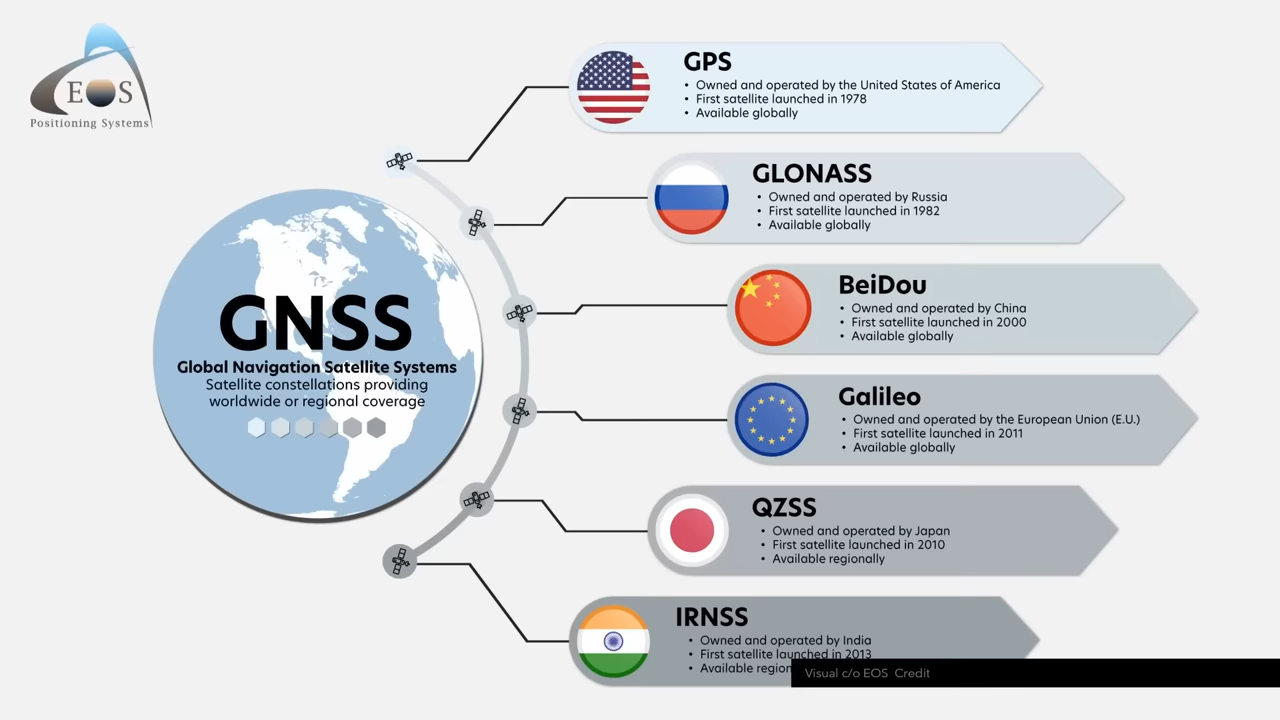 EOS
Positioning Systems
GNSS
Global Navigation Satellite Systems
Satellite constellations providing
worldwide or regional coverage
GPS
• Owned and operated by the United States of America
• First satellite launched in 1978
• Available globally
GLONASS
• Owned and operated by Russia
• First satellite launched in 1982
• Available globally
BeiDou
• Owned and operated by China
• First satellite launched in 2000
• Available globally
Galileo
• Owned and operated by the European Union (E.U.)
• First satellite launched in 2011
• Available globally
QZSS
• Owned and operated by Japan
• First satellite launched in 2010
• Available regionally
IRNSS
• Owned and operated by India
• First satellite launched in 2013
• Available region
Visual c/o EOS Credit